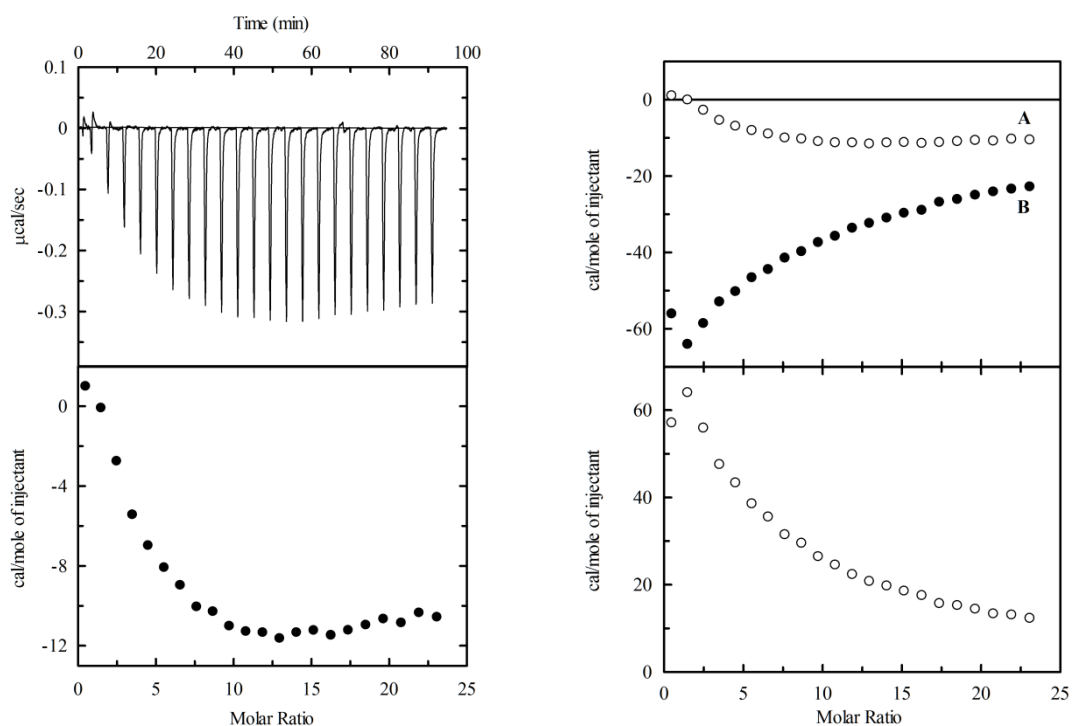 Time (min)
0 20 40 60 80 100
0.1
0
-0.1
-0.2
-0.3
μcal/sec
0
-4
-8
-12
cal/mole of injectant
0 5 10 15 20 25
Molar Ratio
0
-20
-40
-60
cal/mole of injectant
A
B
60
40
20
0
cal/mole of injectant
0 5 10 15 20 25
Molar Ratio